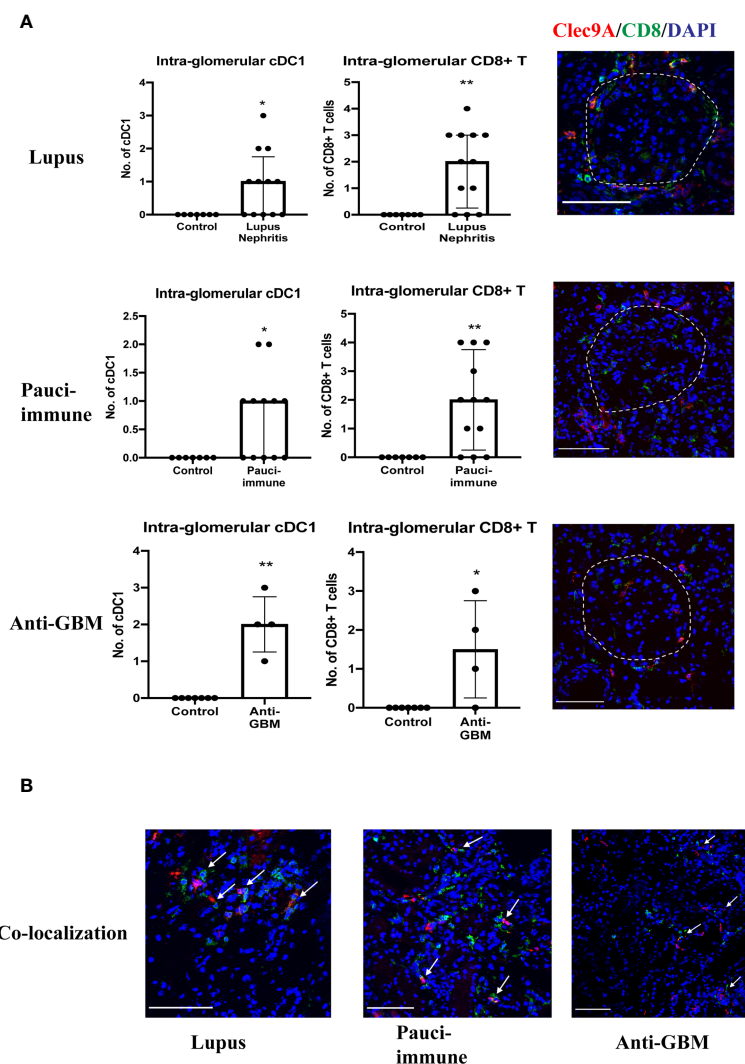 A
Clec9A/CD8/DAPI
Lupus
Intra-glomerular cDC1
No. of cDC1
4
3
2
1
0
*
Control
Lupus
Nephritis
Intra-glomerular CD8+ T
No. of CD8+ T cells
5
4
3
2
1
0
**
Control
Lupus
Nephritis
Pauci-
immune
Intra-glomerular cDC1
No. of cDC1
2.5
2.0
1.5
1.0
0.5
0.0
*
Control
Pauci-
immune
Intra-glomerular CD8+ T
No. of CD8+ T cells
5
4
3
2
1
0
**
Control
Pauci-
immune
Anti-GBM
Intra-glomerular cDC1
No. of cDC1
4
3
2
1
0
**
Control
Anti-
GBM
Intra-glomerular CD8+ T
No. of CD8+ T cells
4
3
2
1
0
*
Control
Anti-
GBM
B
Co-localization
Lupus
Pauci-
immune
Anti-GBM